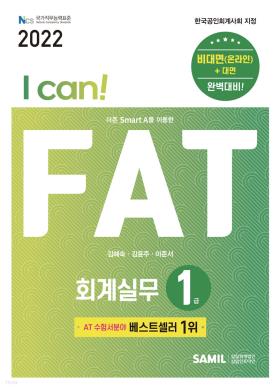 NCS 국가직무능력표준
한국공인회계사회 지정
2022
비대면(온라인)
+ 대면
완벽대비!
I can!
더존 Smart A를 이용한
FAT
김혜숙 · 김윤주 · 이준서
회계실무 1급
AT 수험서분야 베스트셀러 1위
SAMIL 삼일회계법인
삼일인포마인